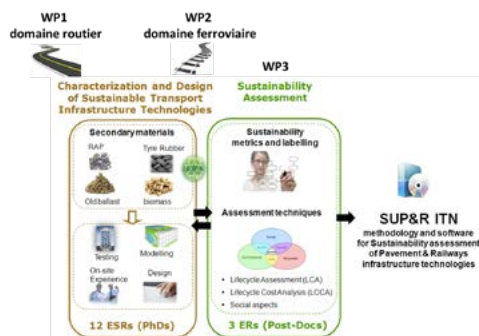 WP1
domaine routier
WP2
domaine ferroviaire
WP3
Characterization and Design
of Sustainable Transport
Infrastructure Technologies
Sustainability
Assessment
Secondary materials
RAP
Tyre Rubber
Old ballast
biomass
Testing
Modelling
On-site
Experience
Design
12 ESRs (PhDs)
Sustainability
metrics and labelling
Assessment techniques
• Lifecycle Assessment (LCA)
• Lifecycle Cost Analysis (LCCA)
• Social aspects
3 ERs (Post-Docs)
SUP&R ITN
methodology and software
for Sustainability assessment
of Pavement & Railways
infrastructure technologies